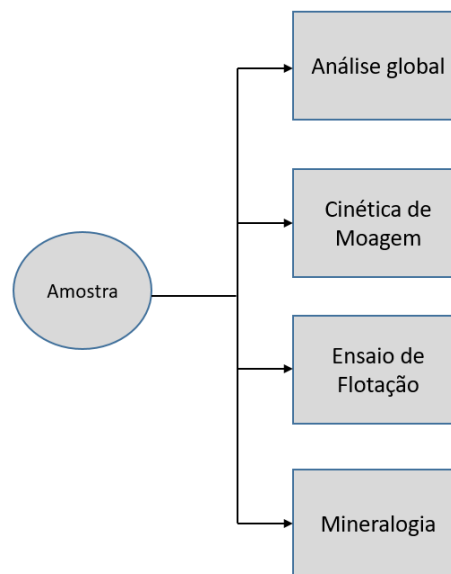 Análise global
Cinética de
Moagem
Amostra
Ensaio de
Flotação
Mineralogia